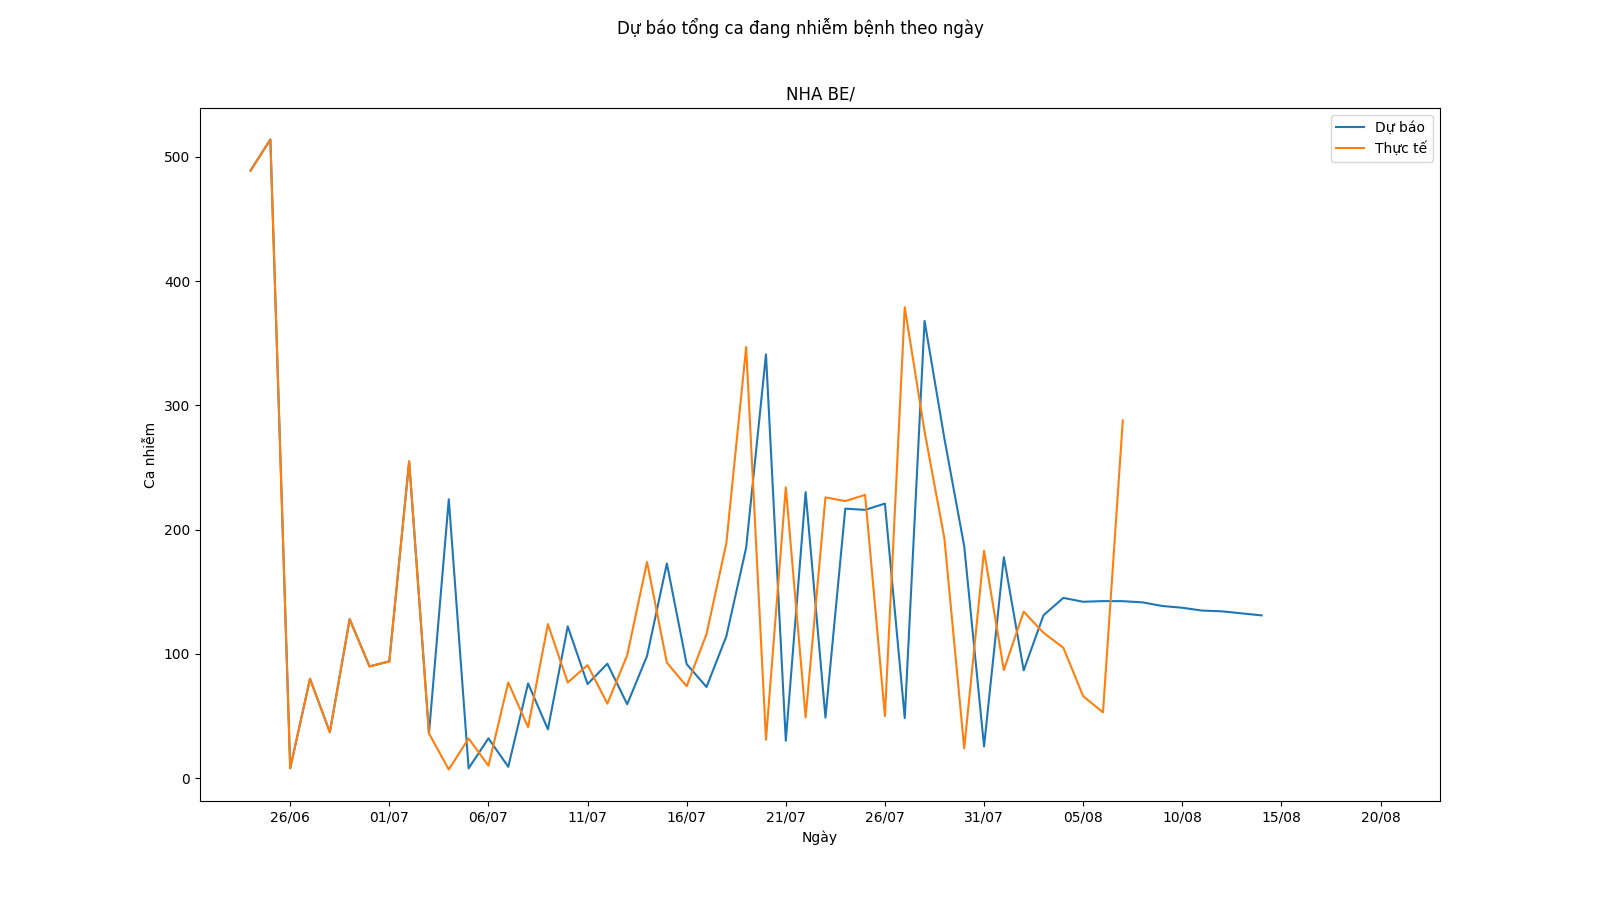 Dự báo tổng ca đang nhiễm bệnh theo ngày
NHA BE/
Dự báo
Thực tế
500
400
300
200
100
0
Ca nhiễm
26/06 01/07 06/07 11/07 16/07 21/07 26/07 31/07 05/08 10/08 15/08 20/08
Ngày